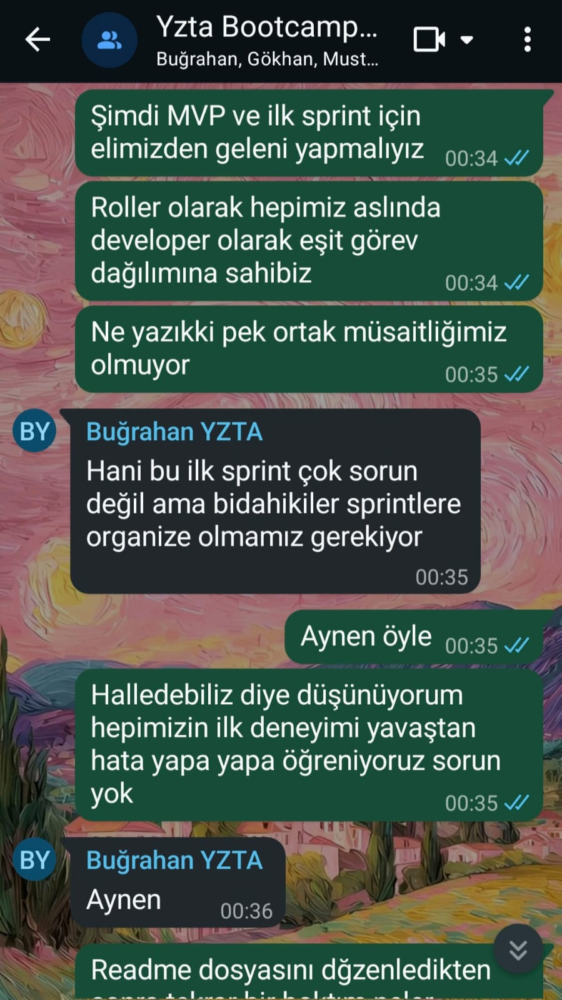 Yzta Bootcamp...
Buğrahan, Gökhan, Must...
Şimdi MVP ve ilk sprint için
elimizden geleni yapmalıyız 00:34
Roller olarak hepimiz aslında
developer olarak eşit görev
dağılımına sahibiz 00:34
Ne yazıkki pek ortak müsaitliğimiz
olmuyor 00:35
BY Buğrahan YZTA
Hani bu ilk sprint çok sorun
değil ama bidahikiler sprintlere
organize olmamız gerekiyor
00:35
Aynen öyle 00:35
Halledebiliz diye düşünüyorum
hepimizin ilk deneyimi yavaştan
hata yapa yapa öğreniyoruz sorun
yok 00:35
BY Buğrahan YZTA
Aynen 00:36
Readme dosyasını dğzenledikten